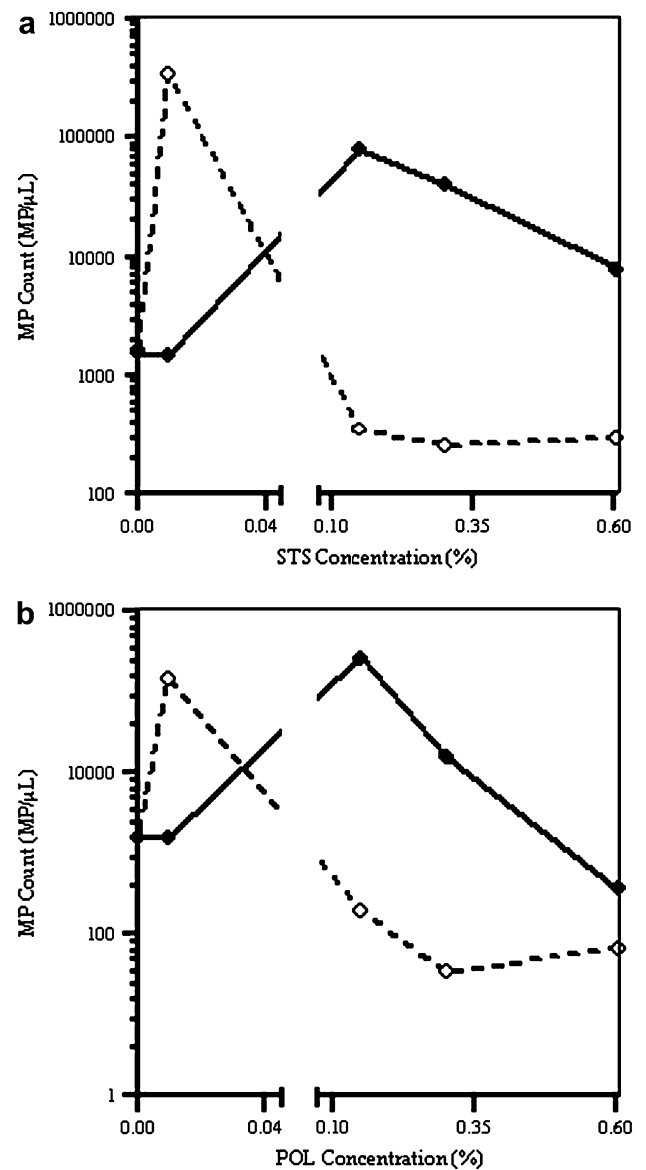 a
1000000
100000
10000
1000
100
MP Count (MP/µL)
0.00 0.04 0.10 0.35 0.60
STS Concentration (%)
b
1000000
10000
100
1
MP Count (MP/µL)
0.00 0.04 0.10 0.35 0.60
POL Concentration (%)